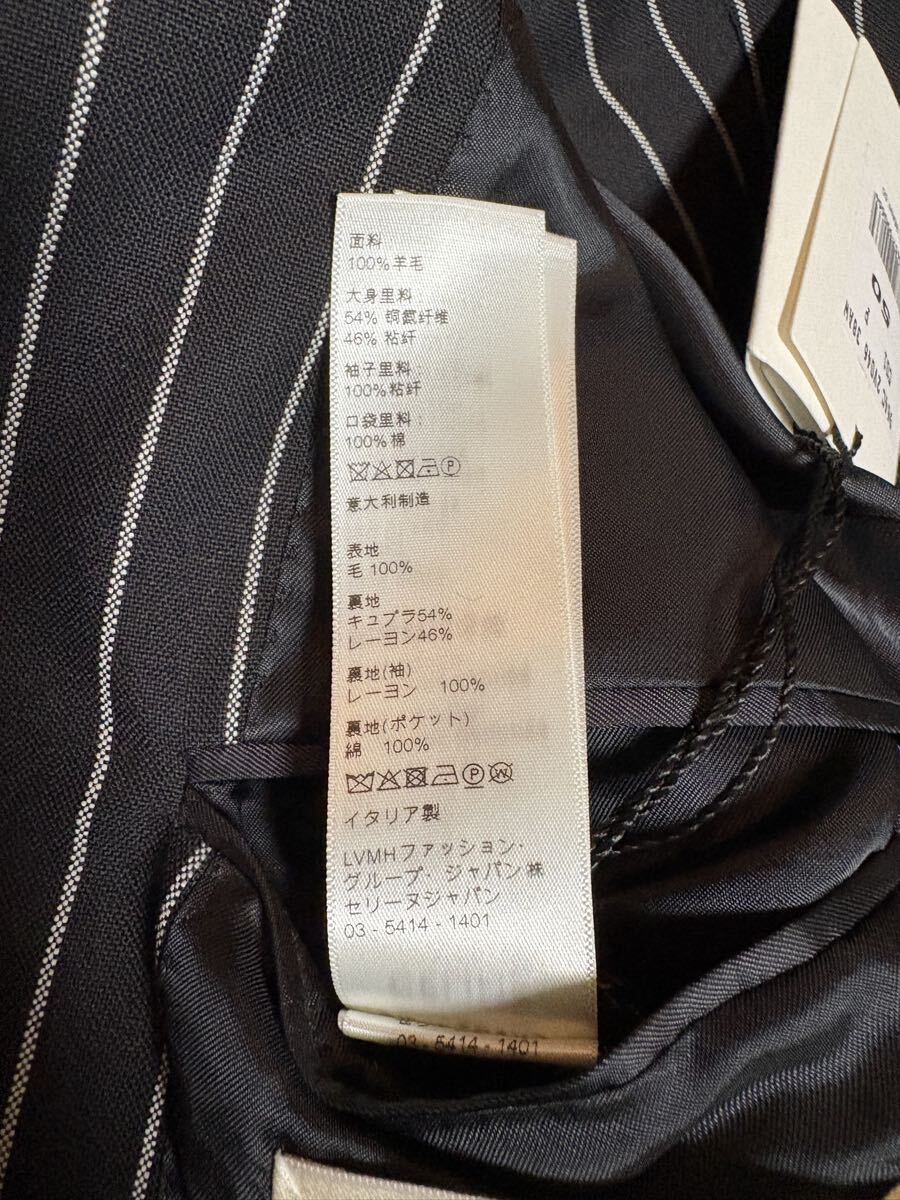 面料
100%羊毛
大身里料：
54% 铜氨纤维
46% 粘纤
袖子里料：
100%粘纤
口袋里料：
100%棉
意大利制造
表地
毛 100%
裏地
キュプラ54%
レーヨン46%
裏地(袖)
レーヨン 100%
裏地(ポケット)
綿 100%
イタリア製
LVMHファッション・
グループ・ジャパン㈱
セリーヌジャパン
03 - 5414 - 1401
03 - 5414 - 1401
50
F
38AW